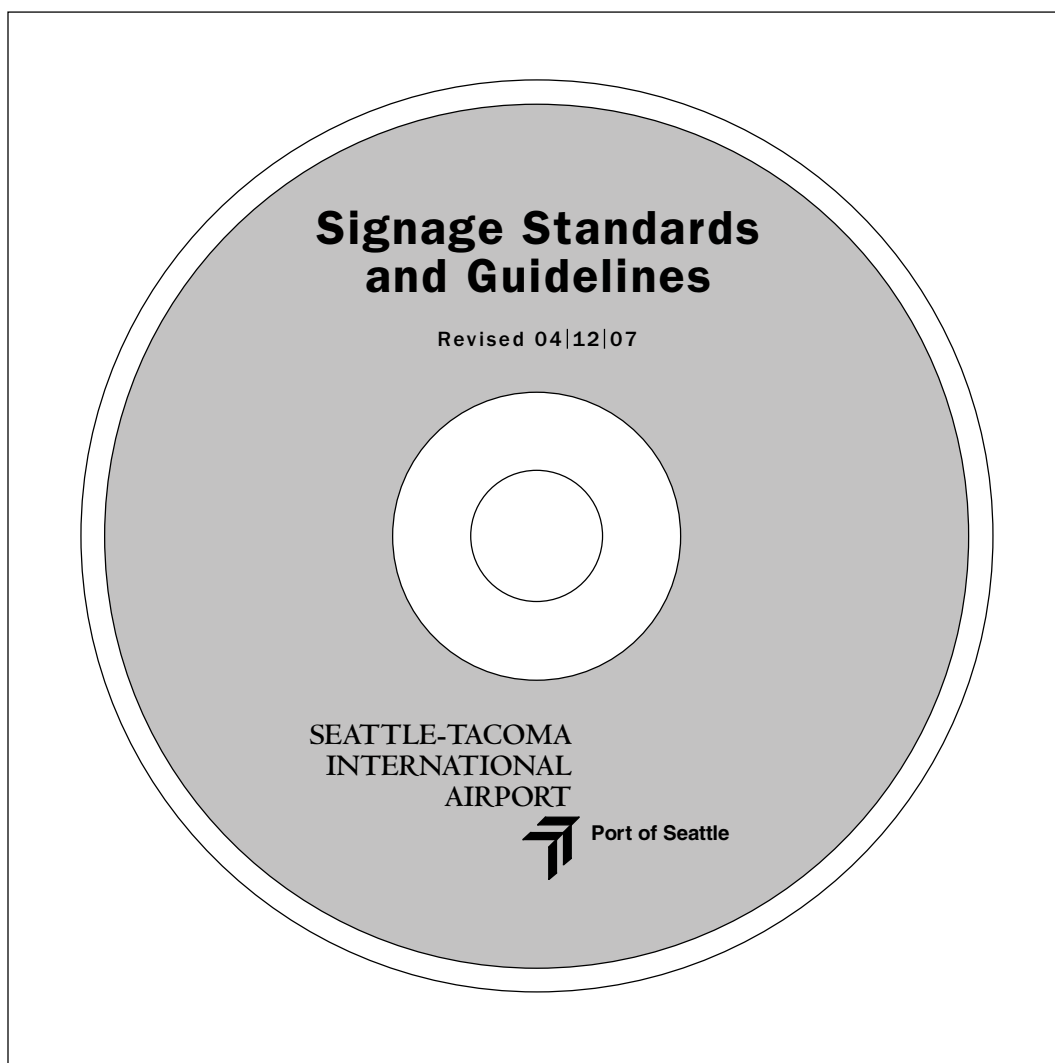 Signage Standards
and Guidelines
Revised 04|12|07
SEATTLE-TACOMA
INTERNATIONAL
AIRPORT
Port of Seattle